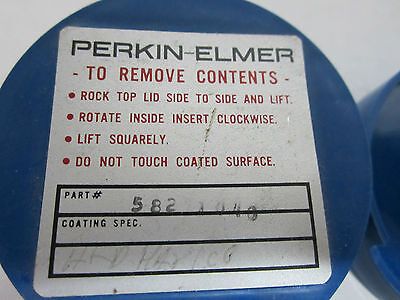 PERKIN-ELMER
- TO REMOVE CONTENTS -
• ROCK TOP LID SIDE TO SIDE AND LIFT.
• ROTATE INSIDE INSERT CLOCKWISE.
• LIFT SQUARELY.
• DO NOT TOUCH COATED SURFACE.
PART# 582
COATING SPEC.